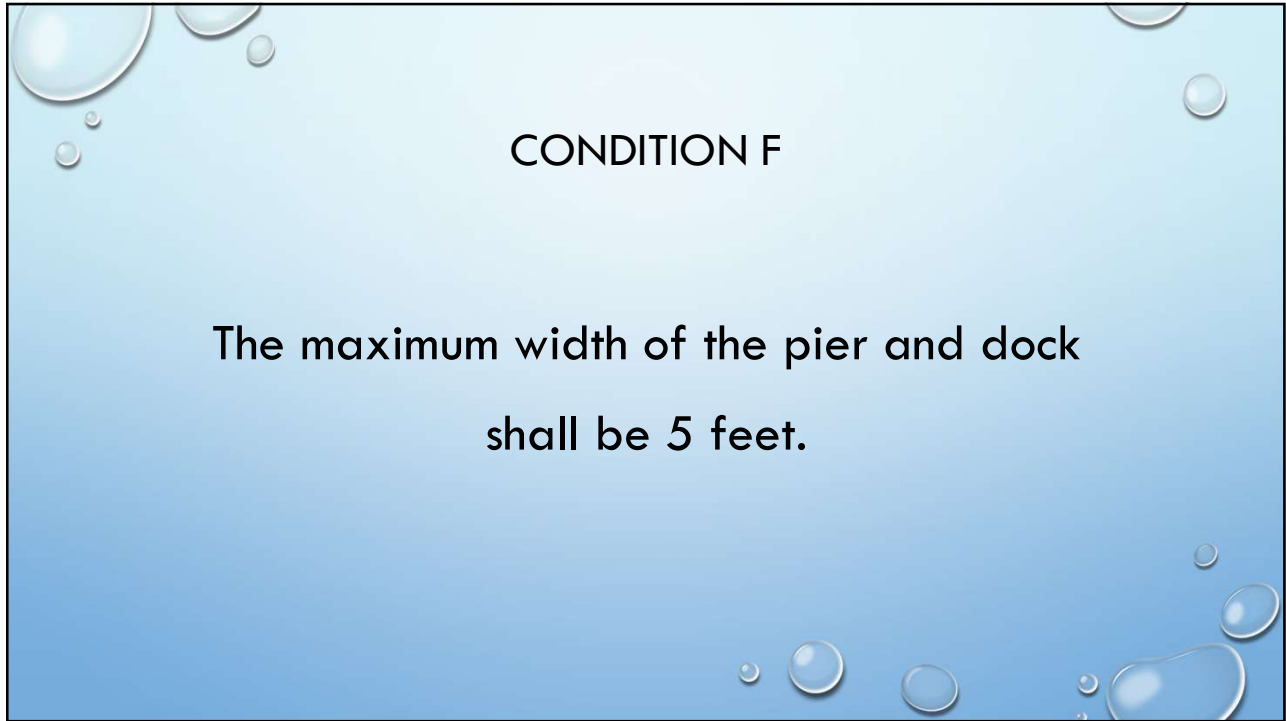 CONDITION F
The maximum width of the pier and dock
shall be 5 feet.